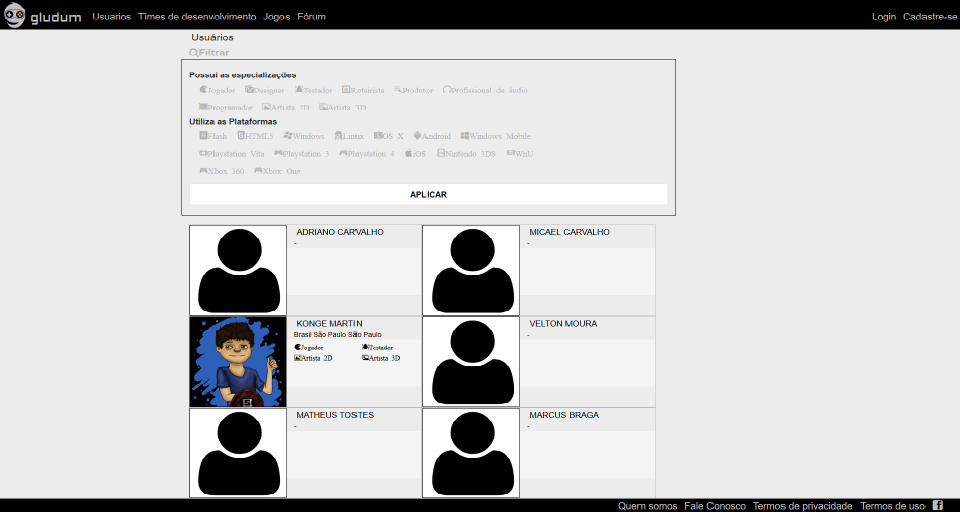 gludum Usuarios Times de desenvolvimento Jogos Fórum Login Cadastre-se
Usuários
Filtrar
Possui as especializações
Jogador Designer Testador Roteirista Produtor Profissional de áudio
Programador Artista 2D Artista 3D
Utiliza as Plataformas
Flash HTML5 Windows Linux OS X Android Windows Mobile
Playstation Vita Playstation 3 Playstation 4 iOS Nintendo 3DS WiiU
Xbox 360 Xbox One
APLICAR
ADRIANO CARVALHO MICAEL CARVALHO
- -
KONGE MARTIN VELTON MOURA
Brasil São Paulo São Paulo -
Jogador Testador
Artista 2D Artista 3D
MATHEUS TOSTES MARCUS BRAGA
- -
Quem somos Fale Conosco Termos de privacidade Termos de uso